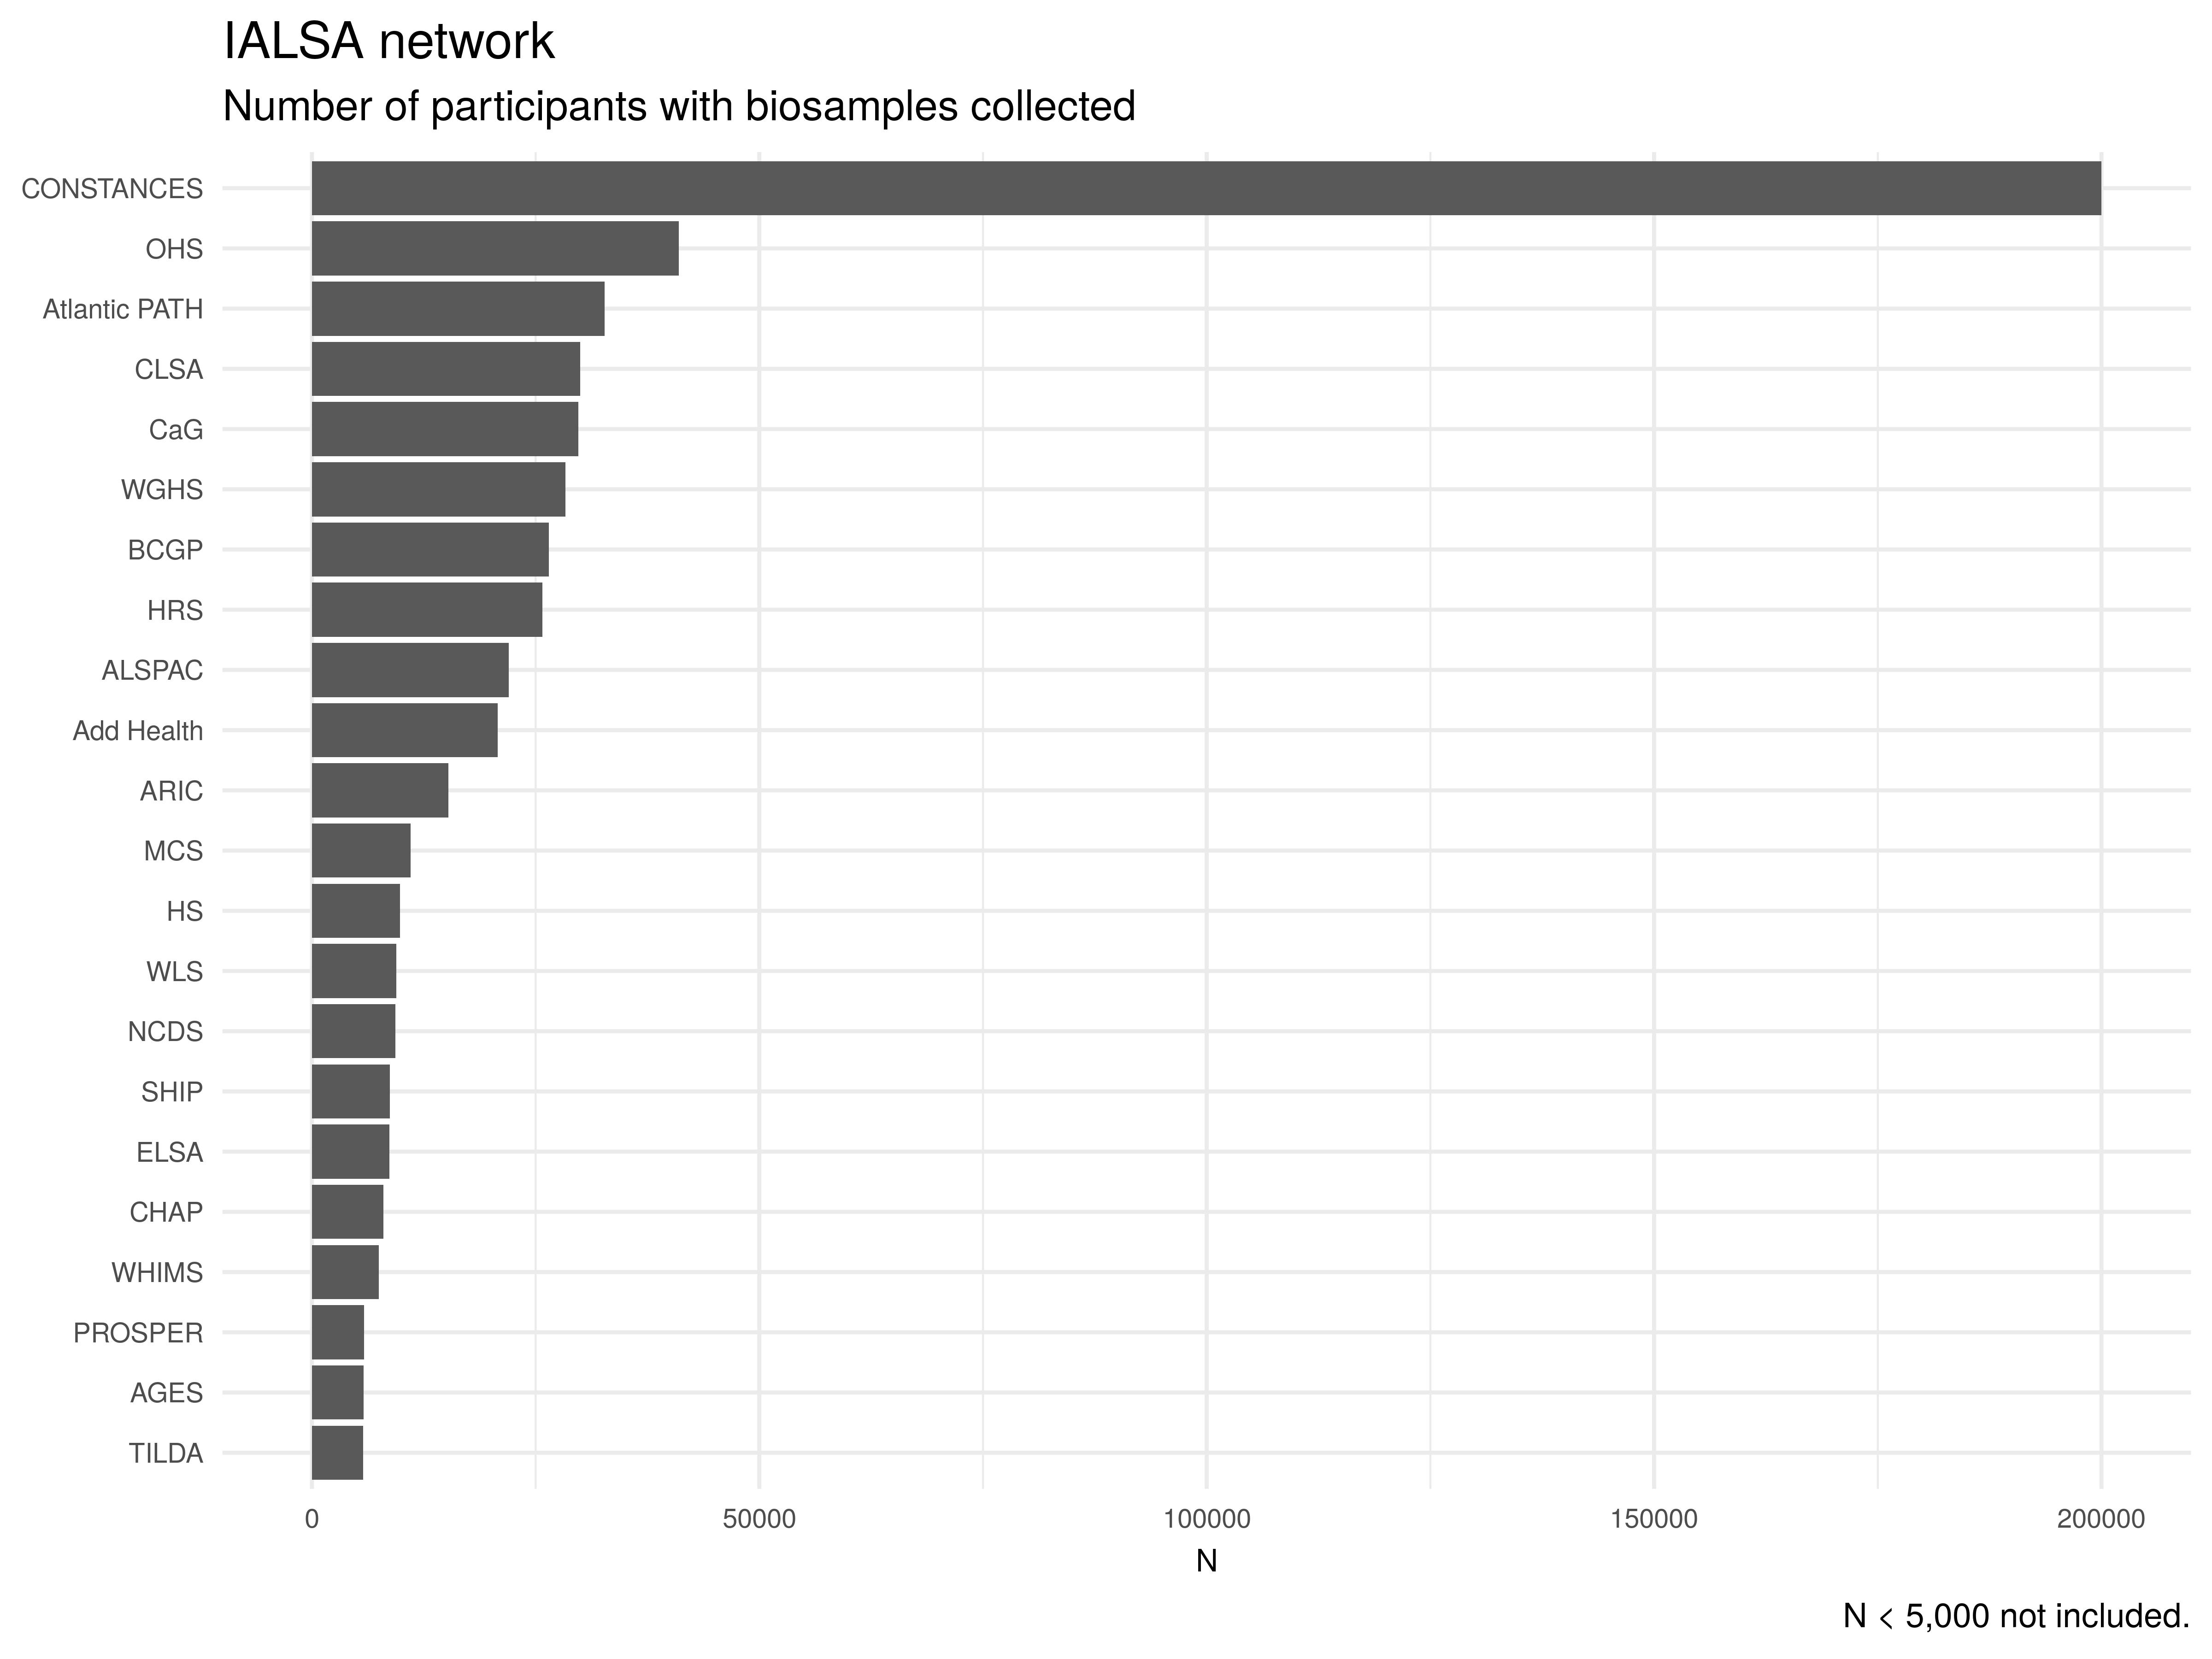 IALSA network
Number of participants with biosamples collected
CONSTANCES
OHS
Atlantic PATH
CLSA
CaG
WGHS
BCGP
HRS
ALSPAC
Add Health
ARIC
MCS
HS
WLS
NCDS
SHIP
ELSA
CHAP
WHIMS
PROSPER
AGES
TILDA
0 50000 100000 150000 200000
N
N < 5,000 not included.